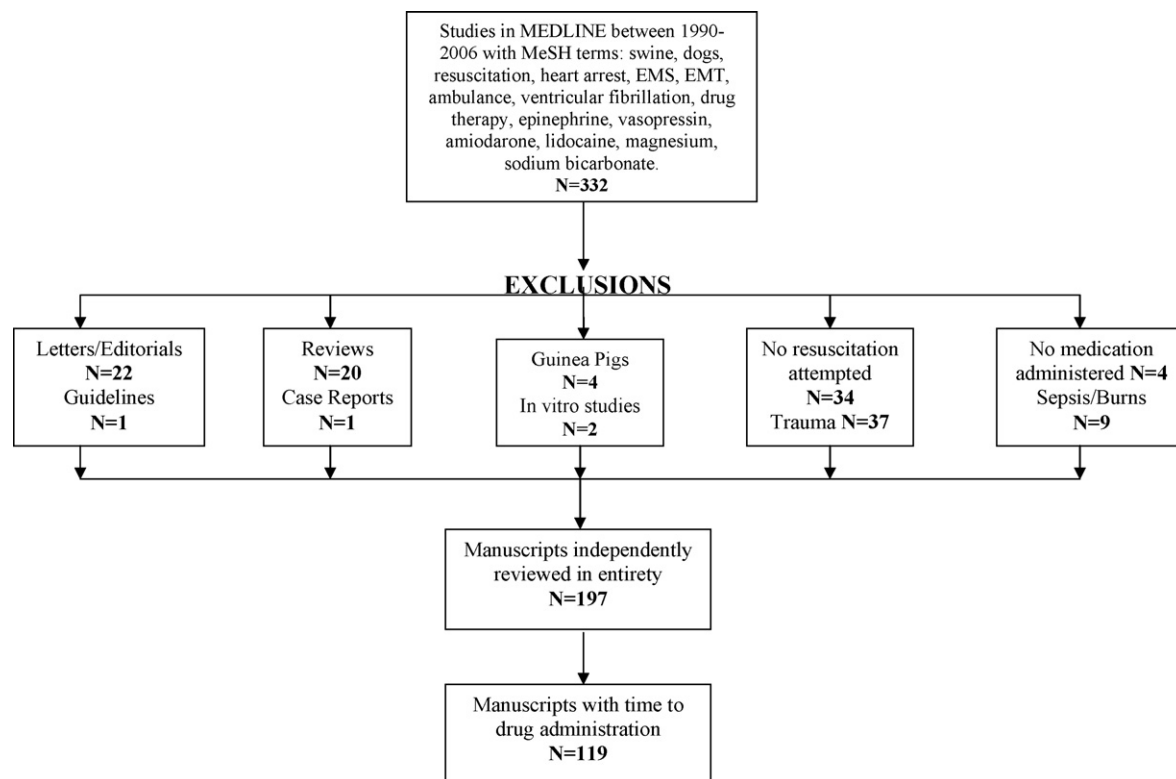 Studies in MEDLINE between 1990-
2006 with MeSH terms: swine, dogs,
resuscitation, heart arrest, EMS, EMT,
ambulance, ventricular fibrillation, drug
therapy, epinephrine, vasopressin,
amiodarone, lidocaine, magnesium,
sodium bicarbonate.
N=332
EXCLUSIONS
Letters/Editorials
N=22
Guidelines
N=1
Reviews
N=20
Case Reports
N=1
Guinea Pigs
N=4
In vitro studies
N=2
No resuscitation
attempted
N=34
Trauma N=37
No medication
administered N=4
Sepsis/Burns
N=9
Manuscripts independently
reviewed in entirety
N=197
Manuscripts with time to
drug administration
N=119